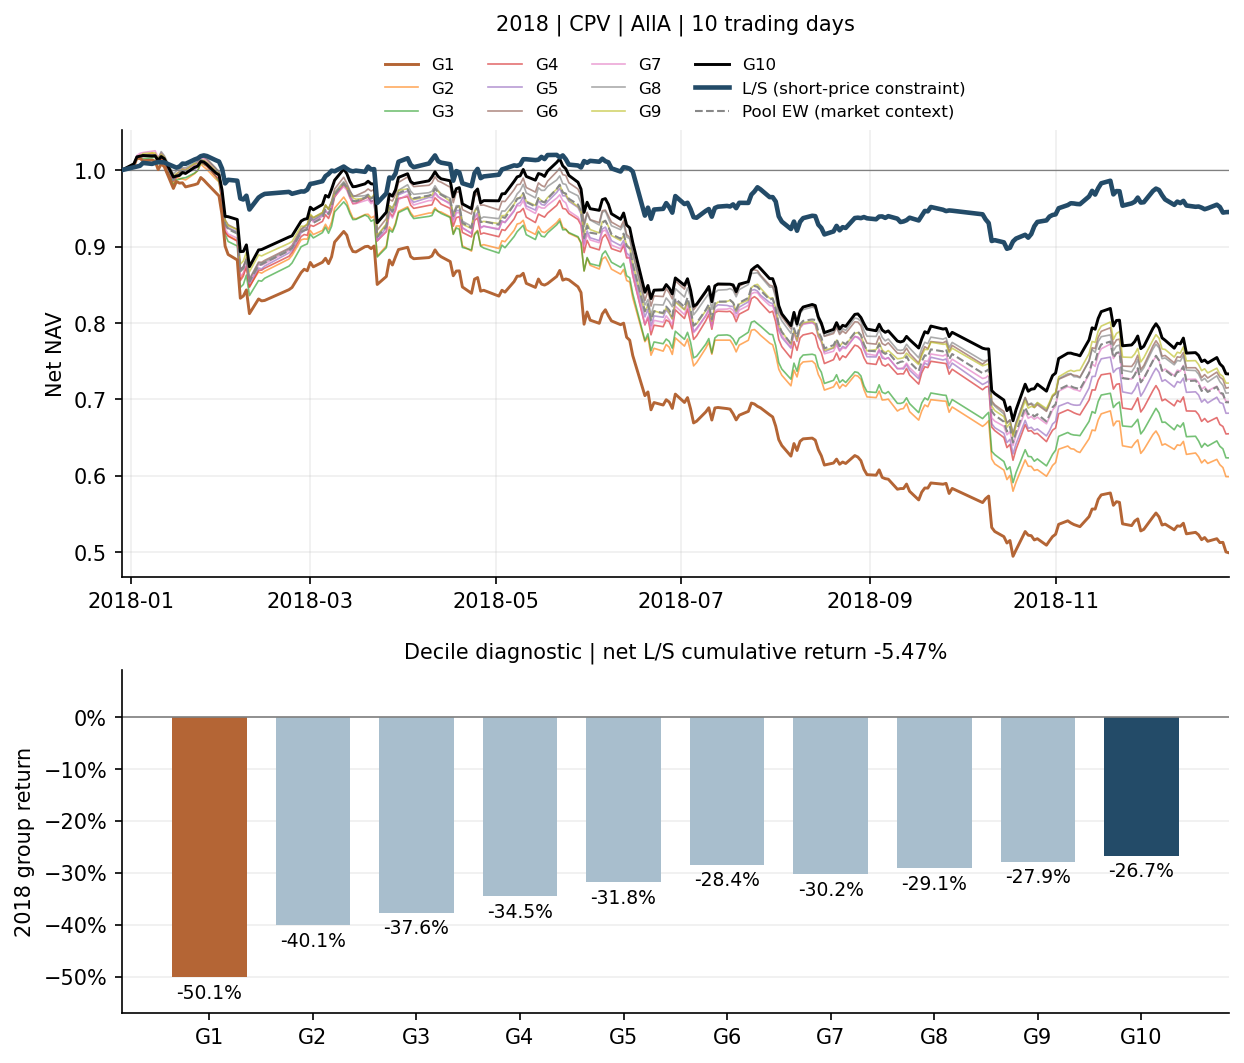 2018 | CPV | AllA | 10 trading days
G1 G4 G7 G10
G2 G5 G8 L/S (short-price constraint)
G3 G6 G9 Pool EW (market context)
Net NAV
1.0
0.9
0.8
0.7
0.6
0.5
2018-01 2018-03 2018-05 2018-07 2018-09 2018-11
Decile diagnostic | net L/S cumulative return -5.47%
2018 group return
0%
−10%
−20%
−30%
−40%
−50%
-50.1%
-40.1%
-37.6%
-34.5%
-31.8%
-28.4%
-30.2%
-29.1%
-27.9%
-26.7%
G1 G2 G3 G4 G5 G6 G7 G8 G9 G10